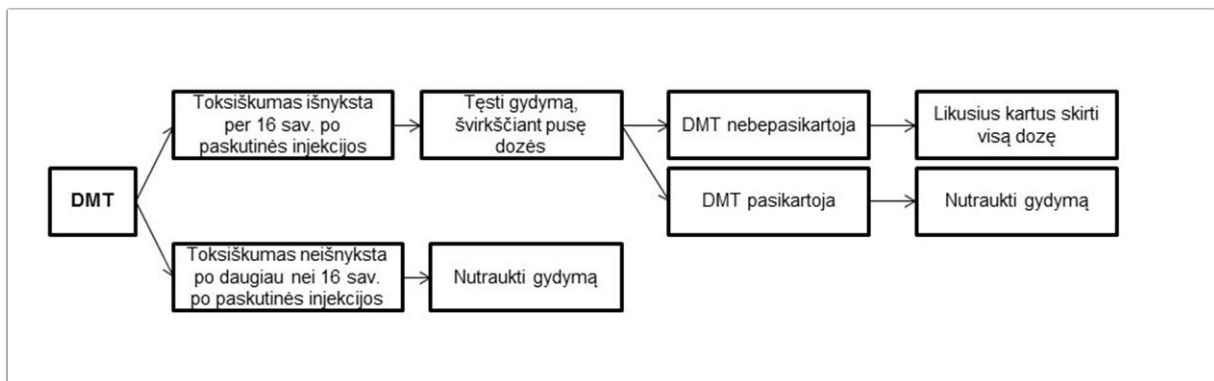 DMT
Toksiškumas išnyksta
per 16 sav. po
paskutinės injekcijos
Tęsti gydymą,
švirkščiant pusę
dozės
DMT nebepasikartoja
Likusius kartus skirti
visą dozę
DMT pasikartoja
Nutraukti gydymą
Toksiškumas neišnyksta
po daugiau nei 16 sav.
po paskutinės injekcijos
Nutraukti gydymą